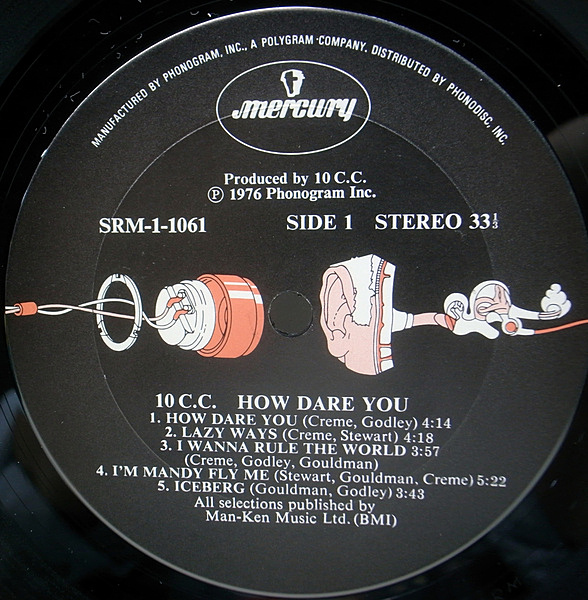 MANUFACTURED BY PHONOGRAM, INC., A POLYGRAM COMPANY. DISTRIBUTED BY PHONODISC, INC.
mercury
Produced by 10 C.C.
Ⓟ 1976 Phonogram Inc.
SRM-1-1061 SIDE 1 STEREO 33⅓
10 C.C. HOW DARE YOU
1. HOW DARE YOU (Creme, Godley) 4:14
2. LAZY WAYS (Creme, Stewart) 4:18
3. I WANNA RULE THE WORLD 3:57
(Creme, Godley, Gouldman)
4. I'M MANDY FLY ME (Stewart, Gouldman, Creme) 5:22
5. ICEBERG (Gouldman, Godley) 3:43
All selections published by
Man-Ken Music Ltd. (BMI)